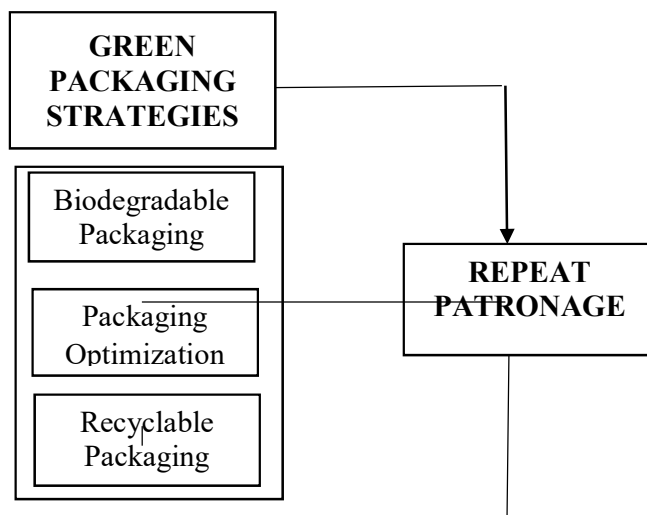 GREEN
PACKAGING
STRATEGIES
Biodegradable
Packaging
Packaging
Optimization
Recyclable
Packaging
REPEAT
PATRONAGE